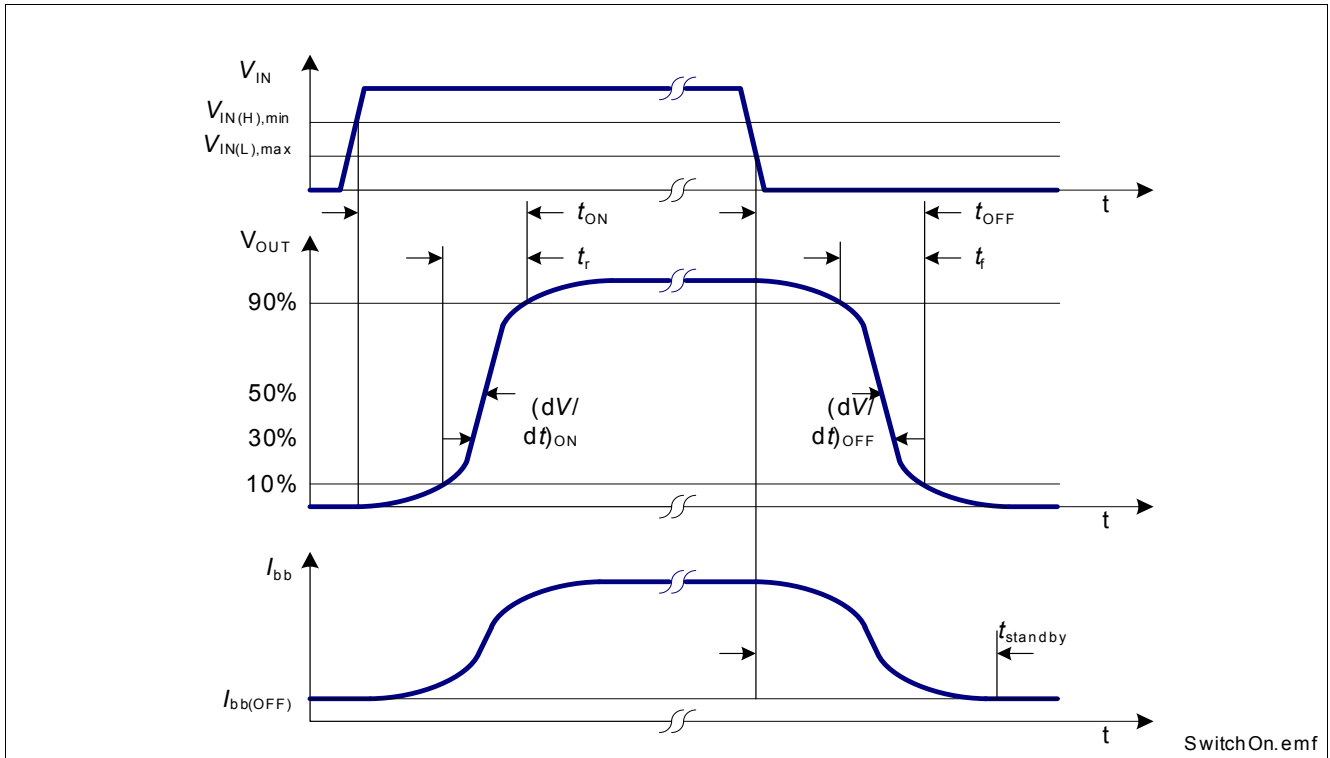 VIN
VIN(H),min
VIN(L),max
t
tON
tOFF
VOUT
tr
tf
90%
50%
(dV/
dt)ON
(dV/
dt)OFF
30%
10%
t
Ibb
tstandby
Ibb(OFF)
t
SwitchOn.emf